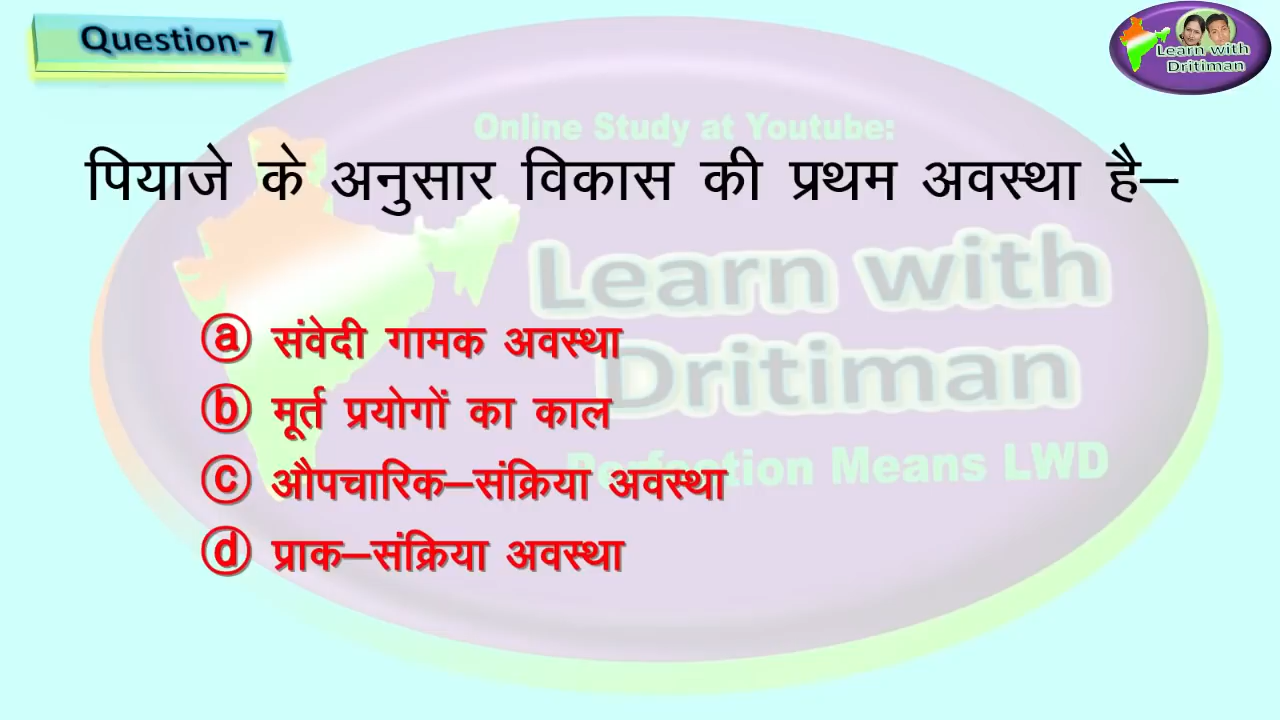 Question- 7
Learn with
Dritiman
Online Study at Youtube:
पियाजे के अनुसार विकास की प्रथम अवस्था है–
Learn with
Dritiman
Perfection Means LWD
ⓐ संवेदी गामक अवस्था
ⓑ मूर्त प्रयोगों का काल
ⓒ औपचारिक–संक्रिया अवस्था
ⓓ प्राक–संक्रिया अवस्था